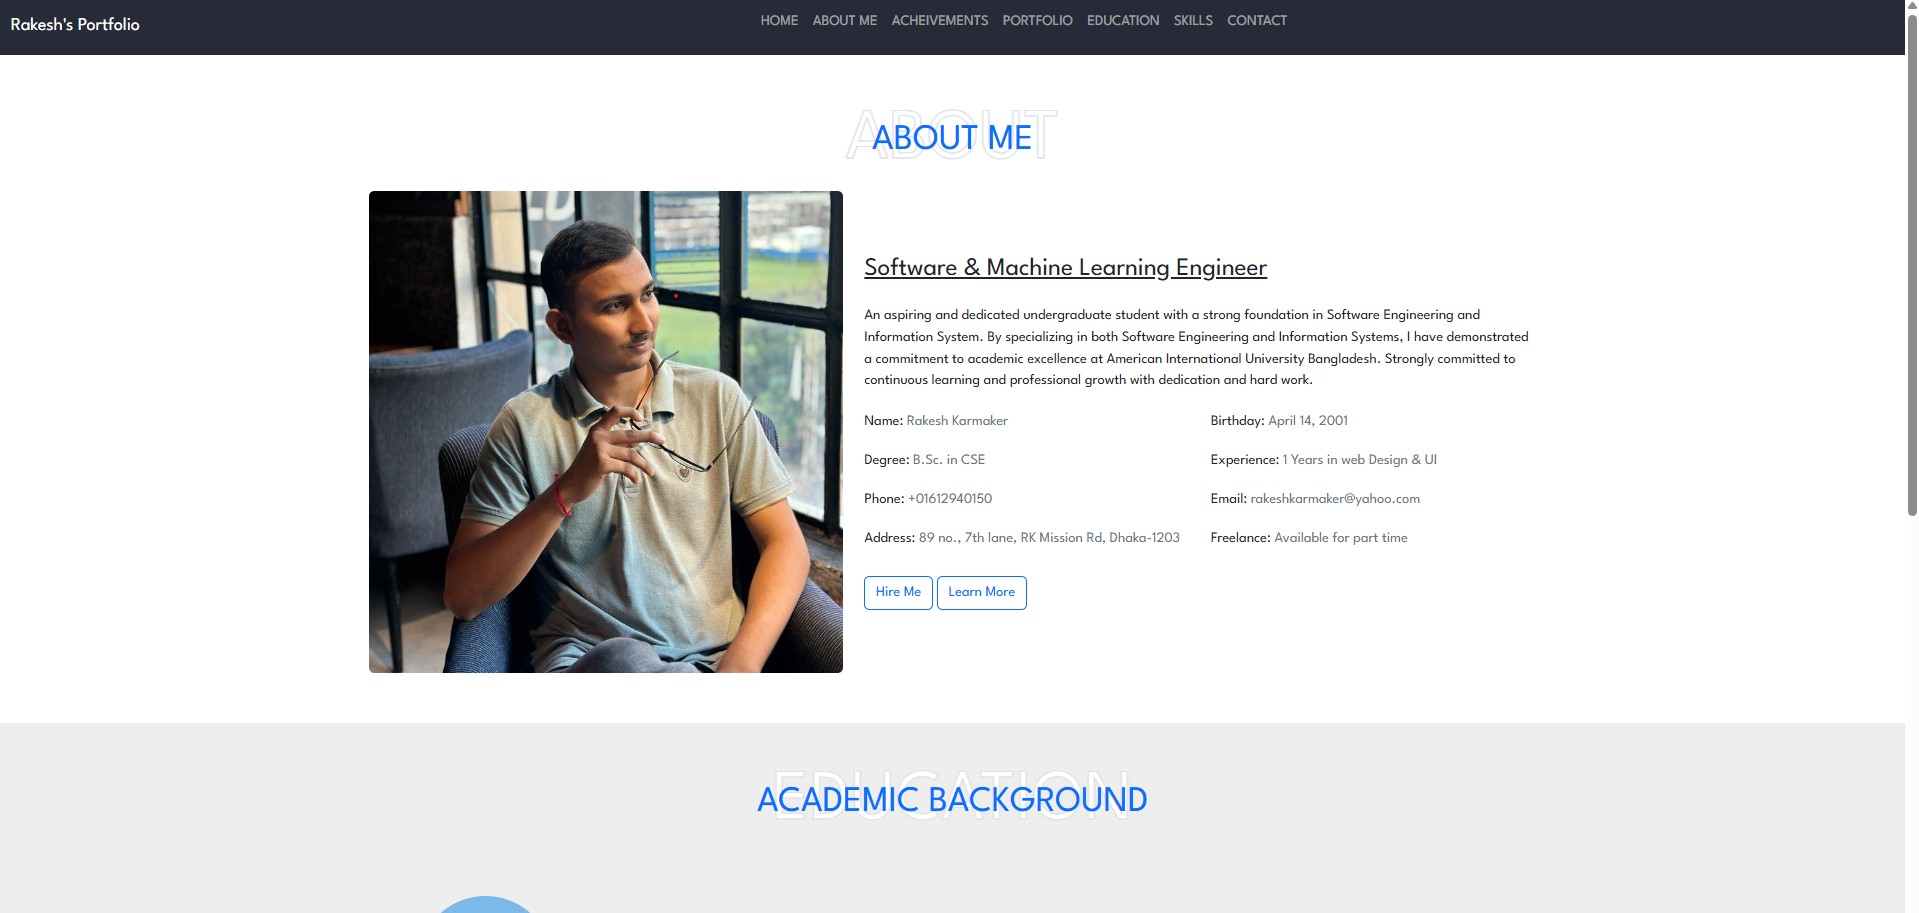 Rakesh's Portfolio
HOME ABOUT ME ACHEIVEMENTS PORTFOLIO EDUCATION SKILLS CONTACT
ABOUT
ABOUT ME
Software & Machine Learning Engineer
An aspiring and dedicated undergraduate student with a strong foundation in Software Engineering and
Information System. By specializing in both Software Engineering and Information Systems, I have demonstrated
a commitment to academic excellence at American International University Bangladesh. Strongly committed to
continuous learning and professional growth with dedication and hard work.
Name: Rakesh Karmaker
Birthday: April 14, 2001
Degree: B.Sc. in CSE
Experience: 1 Years in web Design & UI
Phone: +01612940150
Email: rakeshkarmaker@yahoo.com
Address: 89 no., 7th lane, RK Mission Rd, Dhaka-1203
Freelance: Available for part time
Hire Me
Learn More
EDUCATION
ACADEMIC BACKGROUND